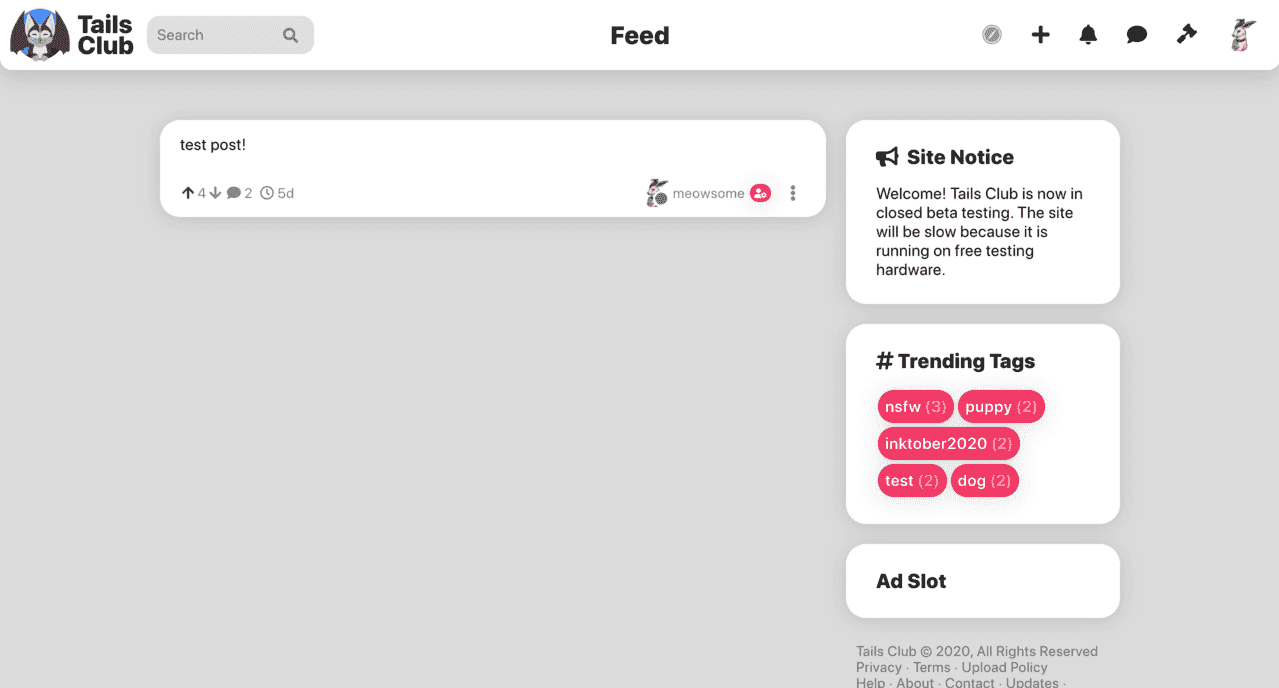 Tails
Club
Search
Feed
test post!
4 2 5d
meowsome
Site Notice
Welcome! Tails Club is now in
closed beta testing. The site
will be slow because it is
running on free testing
hardware.
# Trending Tags
nsfw (3) puppy (2)
inktober2020 (2)
test (2) dog (2)
Ad Slot
Tails Club © 2020, All Rights Reserved
Privacy · Terms · Upload Policy
Help · About · Contact · Updates ·